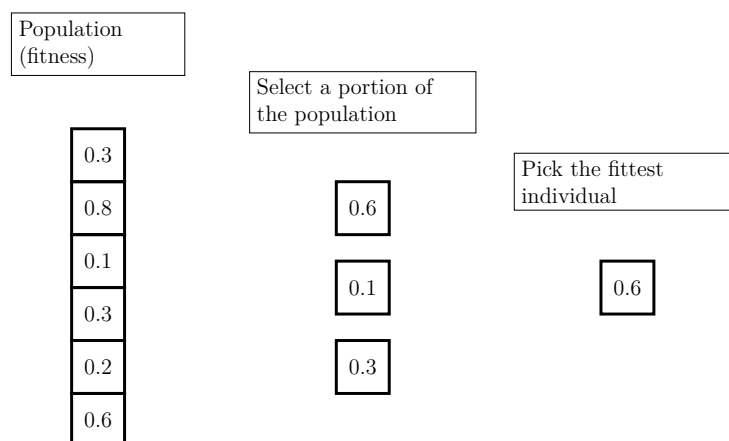 Population
(fitness)
Select a portion of
the population
Pick the fittest
individual
0.3
0.8
0.1
0.3
0.2
0.6
0.6
0.1
0.3
0.6